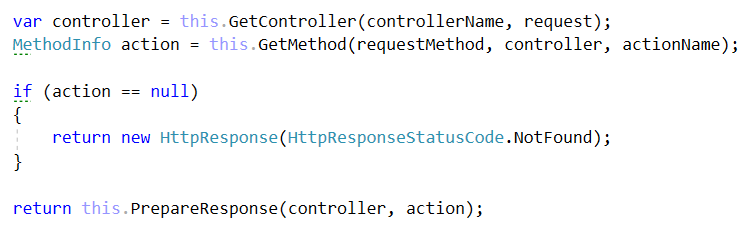 var controller = this.GetController(controllerName, request);
MethodInfo action = this.GetMethod(requestMethod, controller, actionName);
if (action == null)
{
return new HttpResponse(HttpResponseStatusCode.NotFound);
}
return this.PrepareResponse(controller, action);